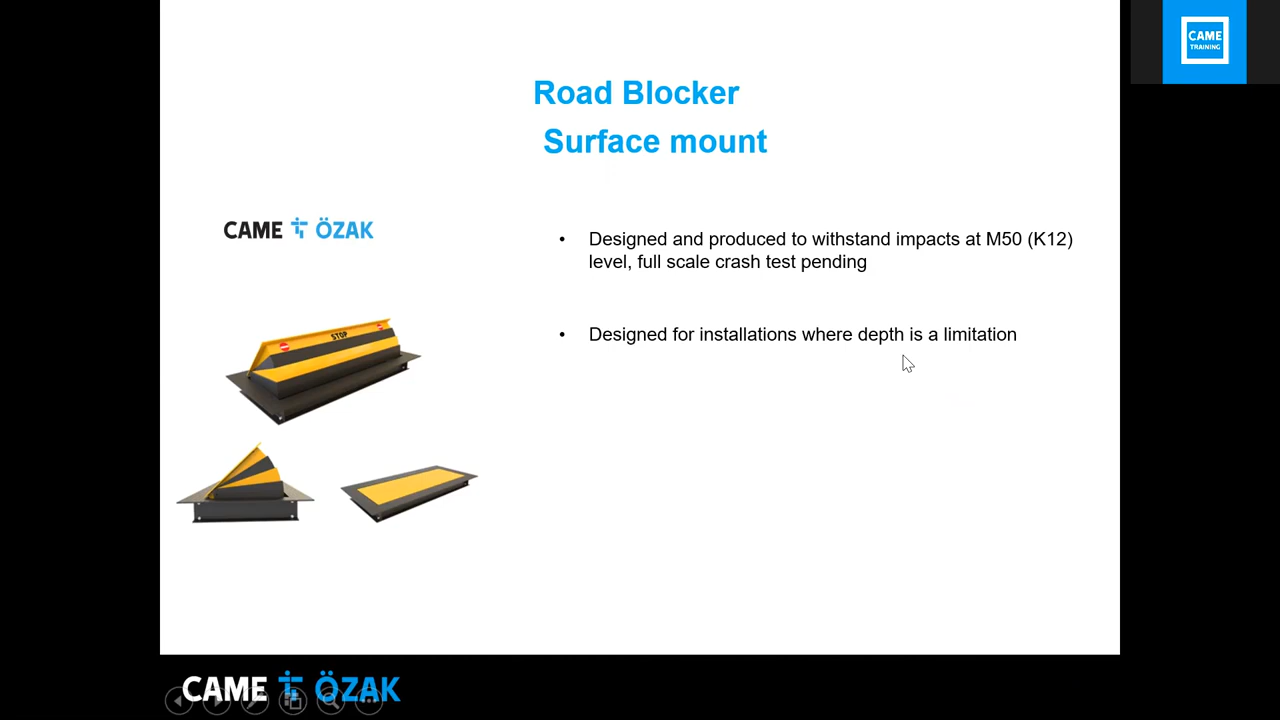 CAME
TRAINING
Road Blocker
Surface mount
CAME ÖZAK
• Designed and produced to withstand impacts at M50 (K12)
level, full scale crash test pending
• Designed for installations where depth is a limitation
STOP
CAME ÖZAK